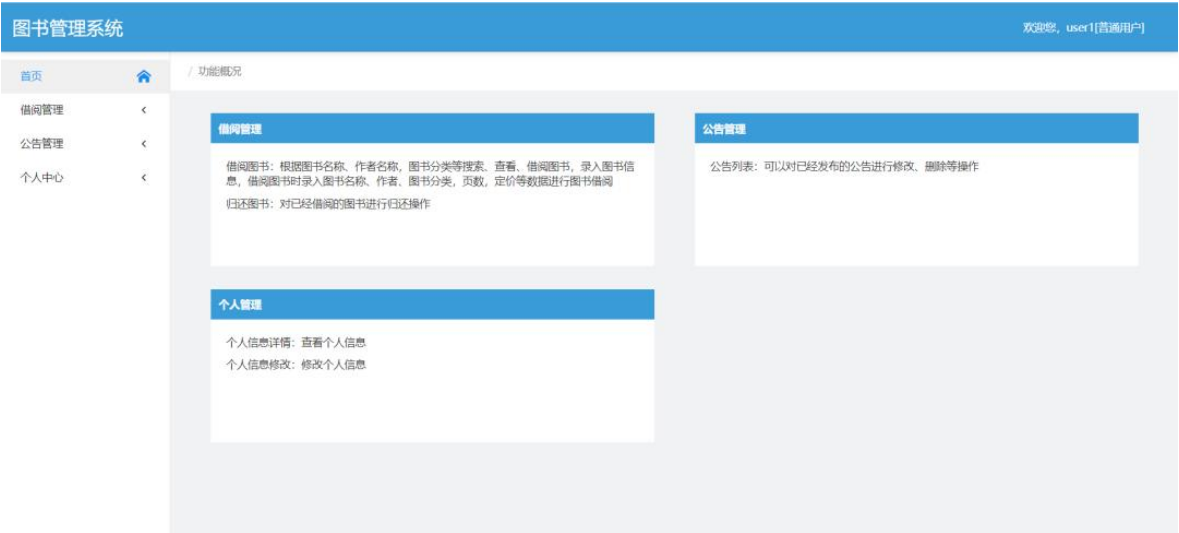 图书管理系统
欢迎您，user1[普通用户]
首页
/ 功能概况
借阅管理
公告管理
个人中心
借阅管理
借阅图书：根据图书名称、作者名称，图书分类等搜索、查看、借阅图书，录入图书信
息，借阅图书时录入图书名称、作者、图书分类，页数，定价等数据进行图书借阅
归还图书：对已经借阅的图书进行归还操作
公告管理
公告列表：可以对已经发布的公告进行修改、删除等操作
个人管理
个人信息详情：查看个人信息
个人信息修改：修改个人信息